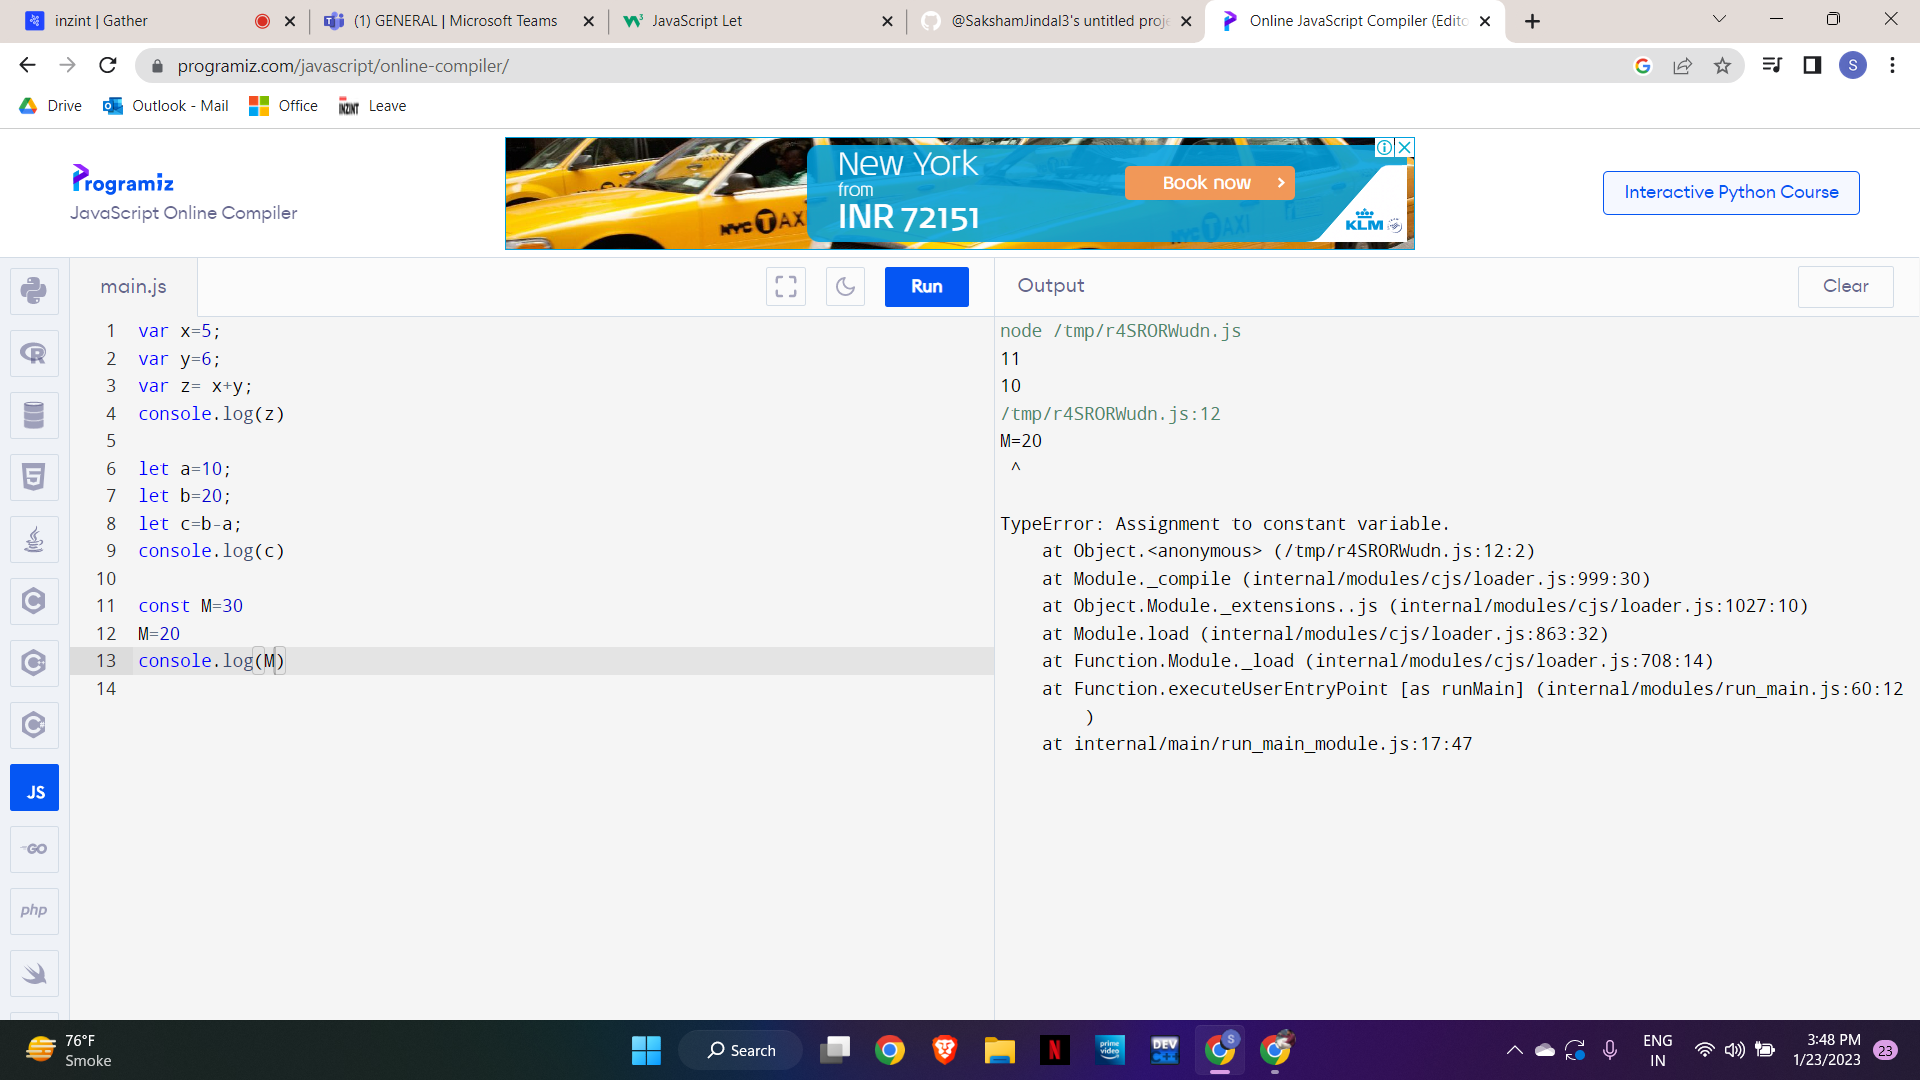 inzint | Gather
(1) GENERAL | Microsoft Teams
JavaScript Let
@SakshamJindal3's untitled proje
Online JavaScript Compiler (Edito
programiz.com/javascript/online-compiler/
S
Drive
Outlook - Mail
Office
INZINT
Leave
Programiz
JavaScript Online Compiler
NYC TAXI
New York
from
INR 72151
Book now
KLM
Interactive Python Course
main.js
Run
Output
Clear
1 var x=5;
2 var y=6;
3 var z= x+y;
4 console.log(z)
5
6 let a=10;
7 let b=20;
8 let c=b-a;
9 console.log(c)
10
11 const M=30
12 M=20
13 console.log(M)
14
node /tmp/r4SRORWudn.js
11
10
/tmp/r4SRORWudn.js:12
M=20
^
TypeError: Assignment to constant variable.
at Object.<anonymous> (/tmp/r4SRORWudn.js:12:2)
at Module._compile (internal/modules/cjs/loader.js:999:30)
at Object.Module._extensions..js (internal/modules/cjs/loader.js:1027:10)
at Module.load (internal/modules/cjs/loader.js:863:32)
at Function.Module._load (internal/modules/cjs/loader.js:708:14)
at Function.executeUserEntryPoint [as runMain] (internal/modules/run_main.js:60:12
)
at internal/main/run_main_module.js:17:47
R
5
C
C
C
JS
GO
php
76°F
Smoke
Search
N
prime video
DEV C++
S
ENG
IN
3:48 PM
1/23/2023
23